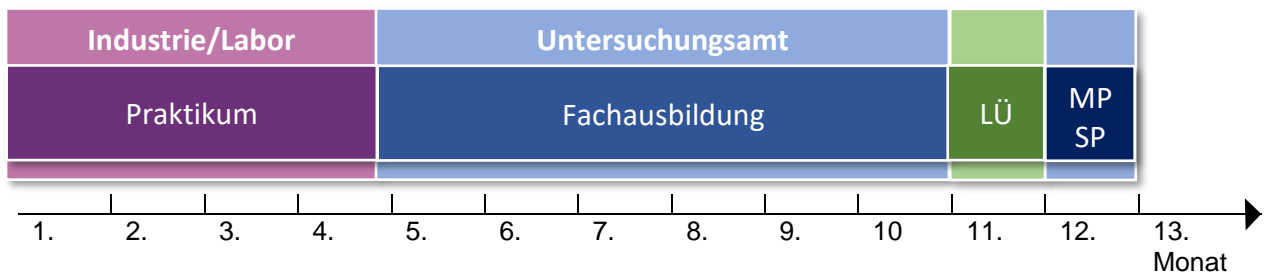 Industrie/Labor Untersuchungsamt
Praktikum Fachausbildung LÜ MP
SP
1. 2. 3. 4. 5. 6. 7. 8. 9. 10 11. 12. 13.
Monat